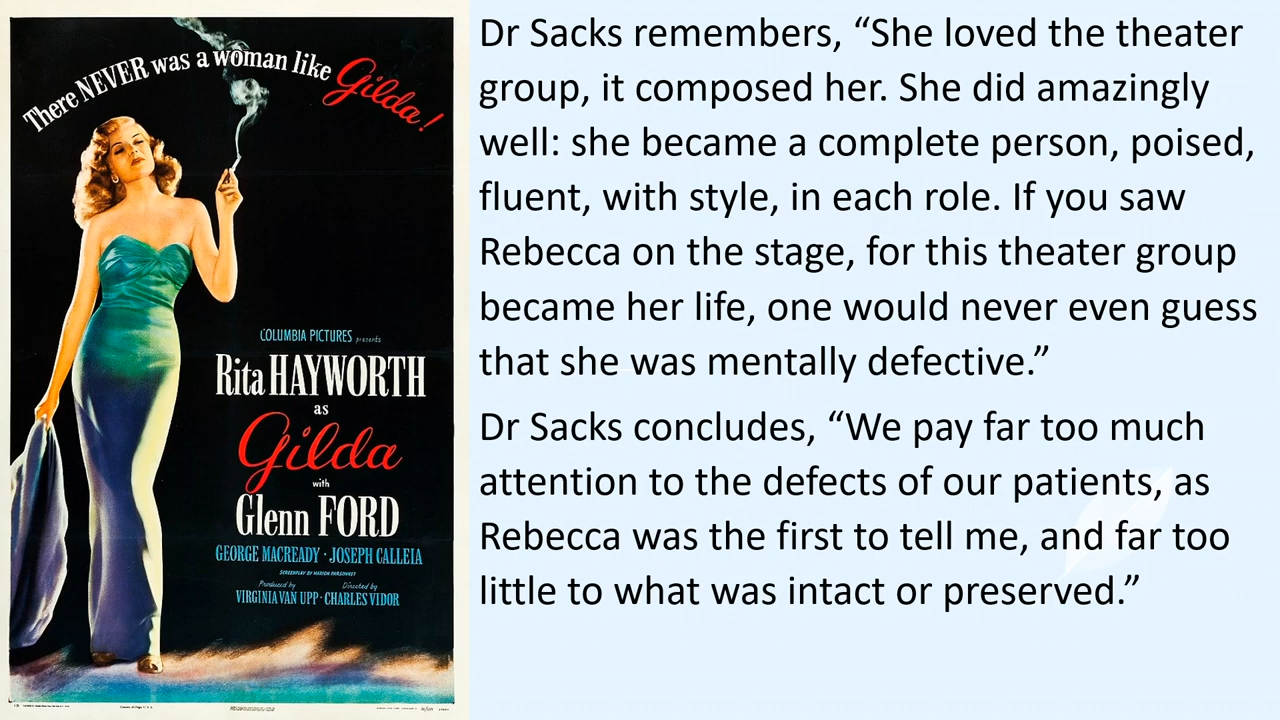 There NEVER was a woman like Gilda!
COLUMBIA PICTURES presents
Rita HAYWORTH
as
Gilda
with
Glenn FORD
GEORGE MACREADY · JOSEPH CALLEIA
SCREENPLAY BY MARION PARSONNET
Produced by Directed by
VIRGINIA VAN UPP · CHARLES VIDOR
Dr Sacks remembers, “She loved the theater
group, it composed her. She did amazingly
well: she became a complete person, poised,
fluent, with style, in each role. If you saw
Rebecca on the stage, for this theater group
became her life, one would never even guess
that she was mentally defective.”
Dr Sacks concludes, “We pay far too much
attention to the defects of our patients, as
Rebecca was the first to tell me, and far too
little to what was intact or preserved.”